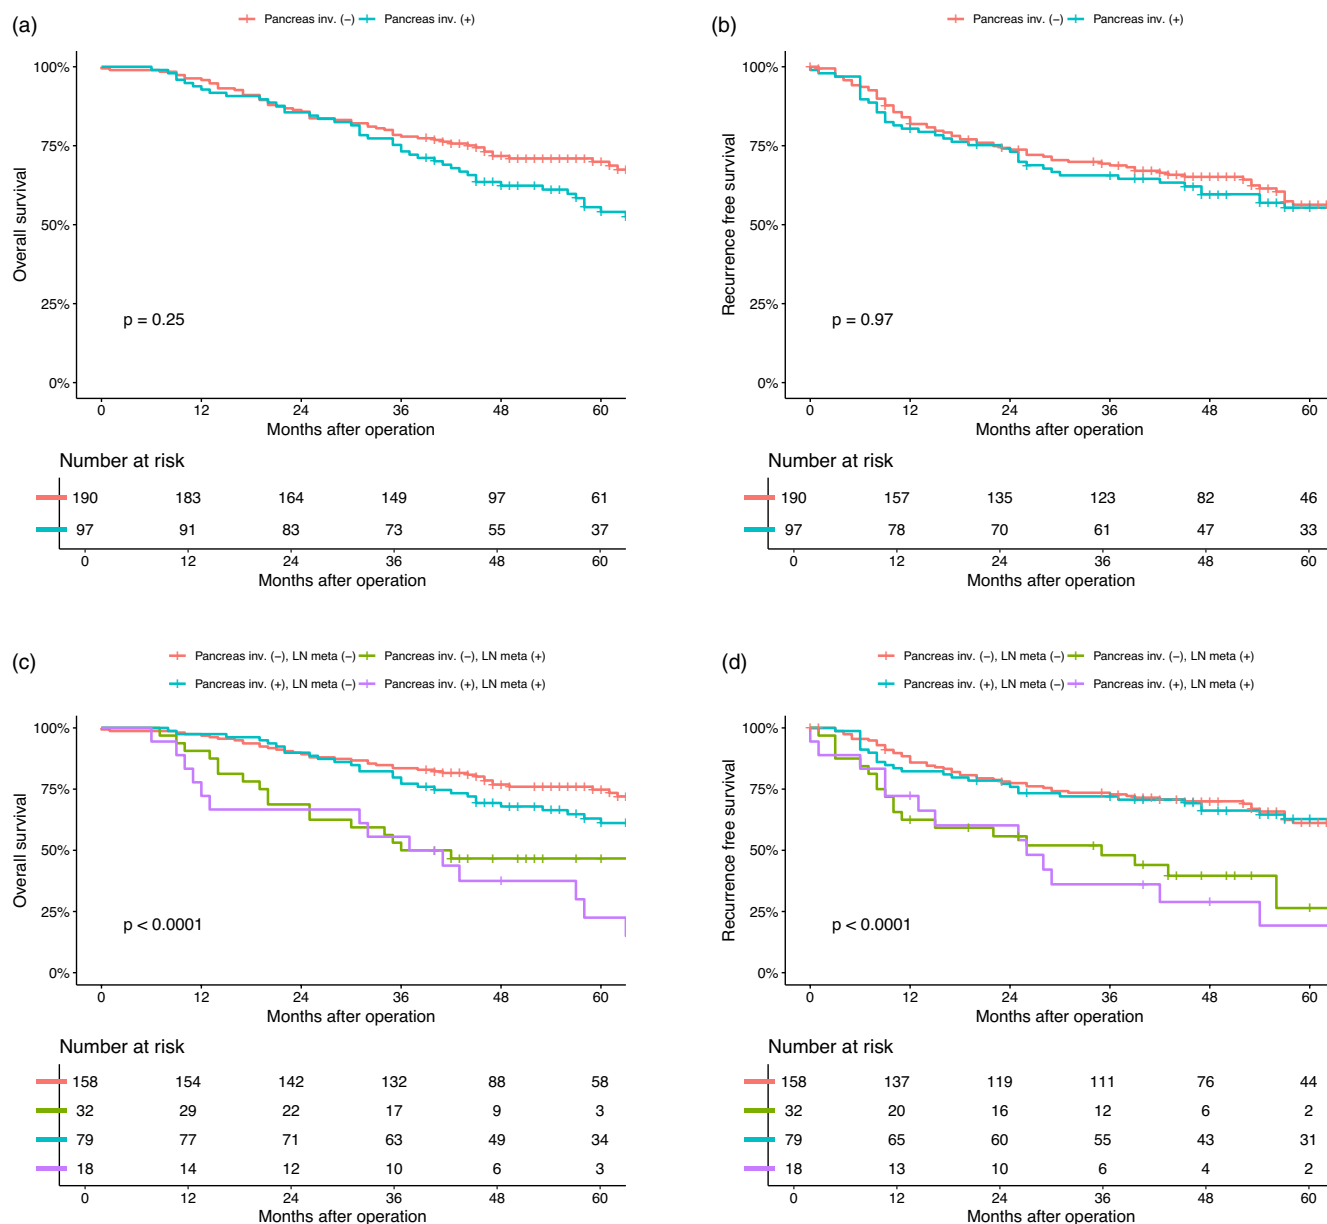 (a)
Pancreas inv. (−) Pancreas inv. (+)
100%
75%
50%
25%
0%
Overall survival
p = 0.25
0 12 24 36 48 60
Months after operation
Number at risk
190 183 164 149 97 61
97 91 83 73 55 37
0 12 24 36 48 60
Months after operation
(b)
Pancreas inv. (−) Pancreas inv. (+)
100%
75%
50%
25%
0%
Recurrence free survival
p = 0.97
0 12 24 36 48 60
Months after operation
Number at risk
190 157 135 123 82 46
97 78 70 61 47 33
0 12 24 36 48 60
Months after operation
(c)
Pancreas inv. (−), LN meta (−) Pancreas inv. (−), LN meta (+)
Pancreas inv. (+), LN meta (−) Pancreas inv. (+), LN meta (+)
100%
75%
50%
25%
0%
Overall survival
p < 0.0001
0 12 24 36 48 60
Months after operation
Number at risk
158 154 142 132 88 58
32 29 22 17 9 3
79 77 71 63 49 34
18 14 12 10 6 3
0 12 24 36 48 60
Months after operation
(d)
Pancreas inv. (−), LN meta (−) Pancreas inv. (−), LN meta (+)
Pancreas inv. (+), LN meta (−) Pancreas inv. (+), LN meta (+)
100%
75%
50%
25%
0%
Recurrence free survival
p < 0.0001
0 12 24 36 48 60
Months after operation
Number at risk
158 137 119 111 76 44
32 20 16 12 6 2
79 65 60 55 43 31
18 13 10 6 4 2
0 12 24 36 48 60
Months after operation